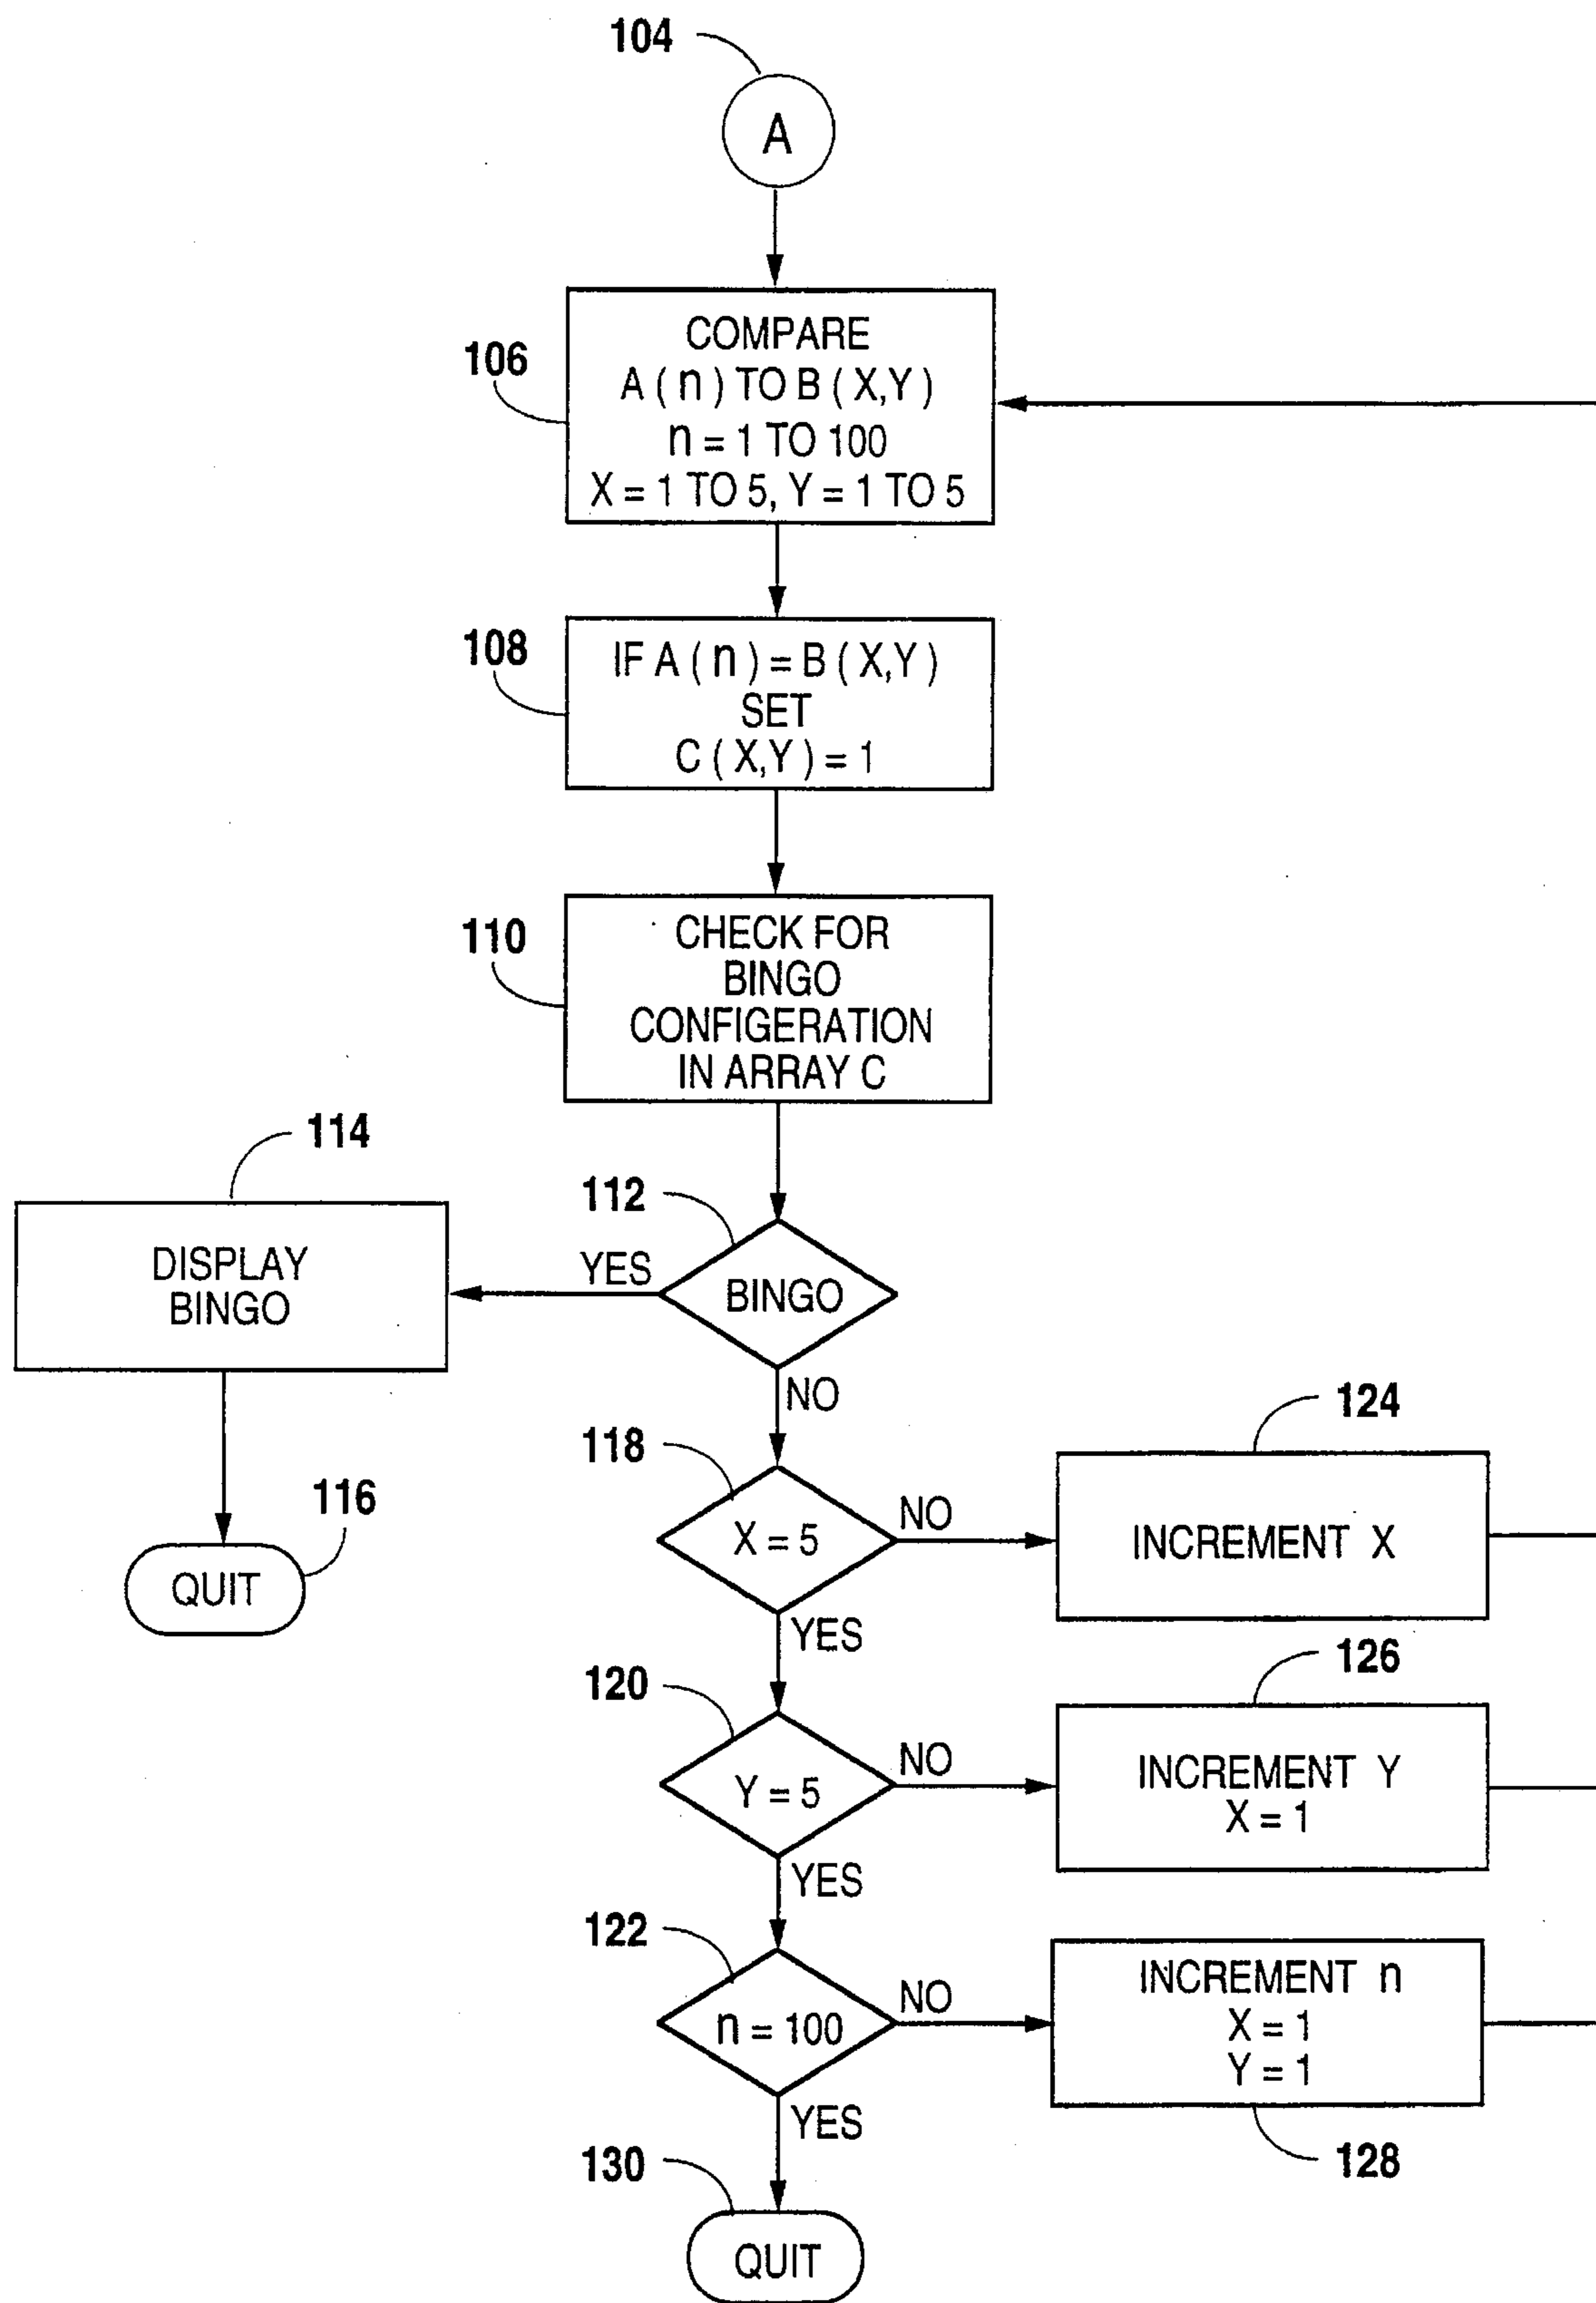 104
A
106
COMPARE
A ( n ) TO B ( X,Y )
n = 1 TO 100
X = 1 TO 5, Y = 1 TO 5
108
IF A ( n ) = B ( X,Y )
SET
C ( X,Y ) = 1
110
CHECK FOR
BINGO
CONFIGERATION
IN ARRAY C
114
DISPLAY
BINGO
112
YES
BINGO
NO
116
QUIT
118
X = 5
NO
124
INCREMENT X
YES
120
Y = 5
NO
126
INCREMENT Y
X = 1
YES
122
n = 100
NO
INCREMENT n
X = 1
Y = 1
128
YES
130
QUIT